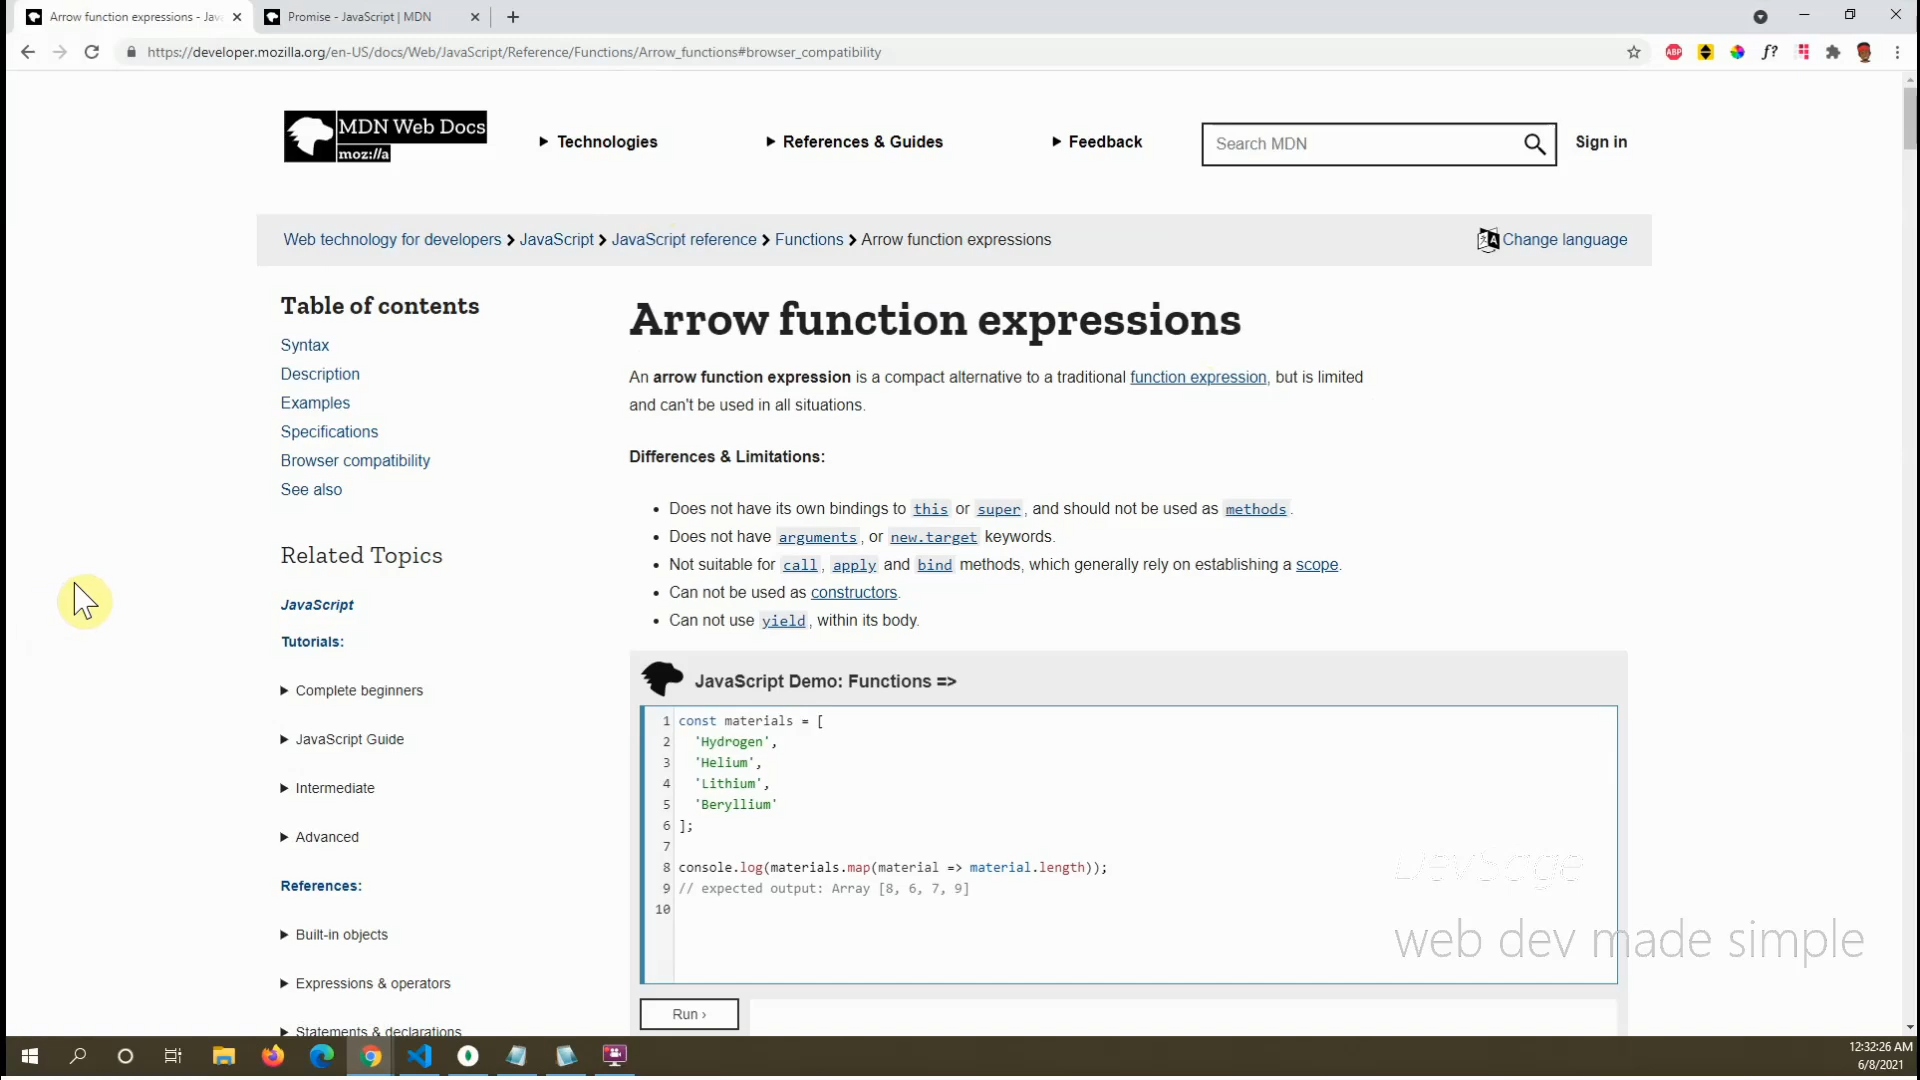 Arrow function expressions - Jav
Promise - JavaScript | MDN
https://developer.mozilla.org/en-US/docs/Web/JavaScript/Reference/Functions/Arrow_functions#browser_compatibility
ABP
f?
MDN Web Docs
moz://a
Technologies
References & Guides
Feedback
Search MDN
Sign in
Web technology for developers
JavaScript
JavaScript reference
Functions
Arrow function expressions
Change language
Table of contents
Syntax
Description
Examples
Specifications
Browser compatibility
See also
Related Topics
JavaScript
Tutorials:
Complete beginners
JavaScript Guide
Intermediate
Advanced
References:
Built-in objects
Expressions & operators
Statements & declarations
Arrow function expressions
An arrow function expression is a compact alternative to a traditional function expression, but is limited
and can't be used in all situations.
Differences & Limitations:
• Does not have its own bindings to this or super, and should not be used as methods.
• Does not have arguments, or new.target keywords.
• Not suitable for call, apply and bind methods, which generally rely on establishing a scope.
• Can not be used as constructors.
• Can not use yield, within its body.
JavaScript Demo: Functions =>
1 const materials = [
2 'Hydrogen',
3 'Helium',
4 'Lithium',
5 'Beryllium'
6 ];
7
8 console.log(materials.map(material => material.length));
9 // expected output: Array [8, 6, 7, 9]
10
Run ›
DevSage
web dev made simple
12:32:26 AM
6/8/2021